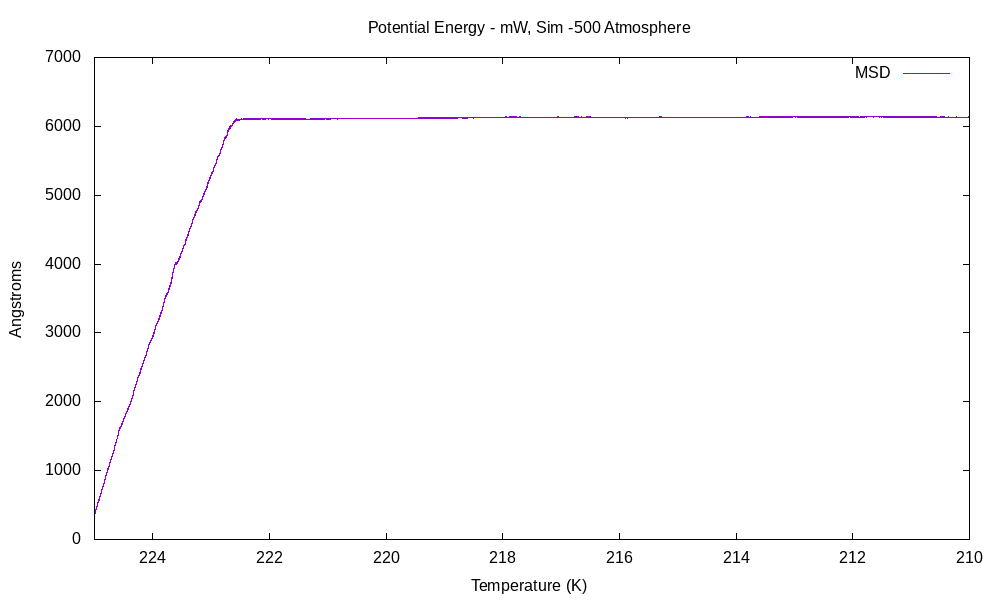 Potential Energy - mW, Sim -500 Atmosphere
MSD
7000
6000
5000
4000
3000
2000
1000
0
Angstroms
224 222 220 218 216 214 212 210
Temperature (K)